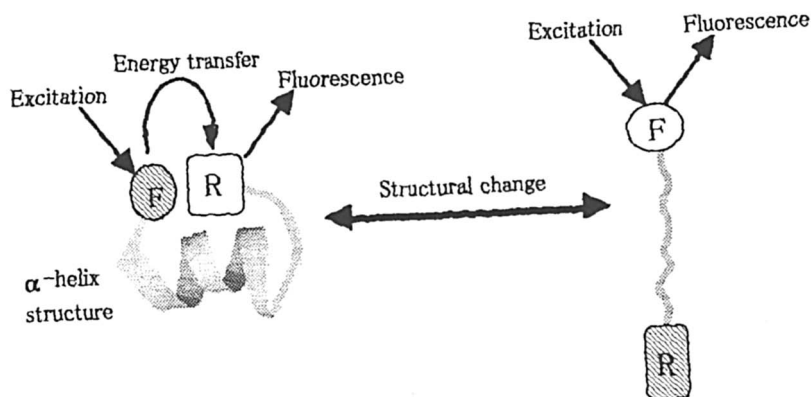 Energy transfer
Excitation
Fluorescence
F
R
α-helix
structure
Structural change
Excitation
Fluorescence
F
R